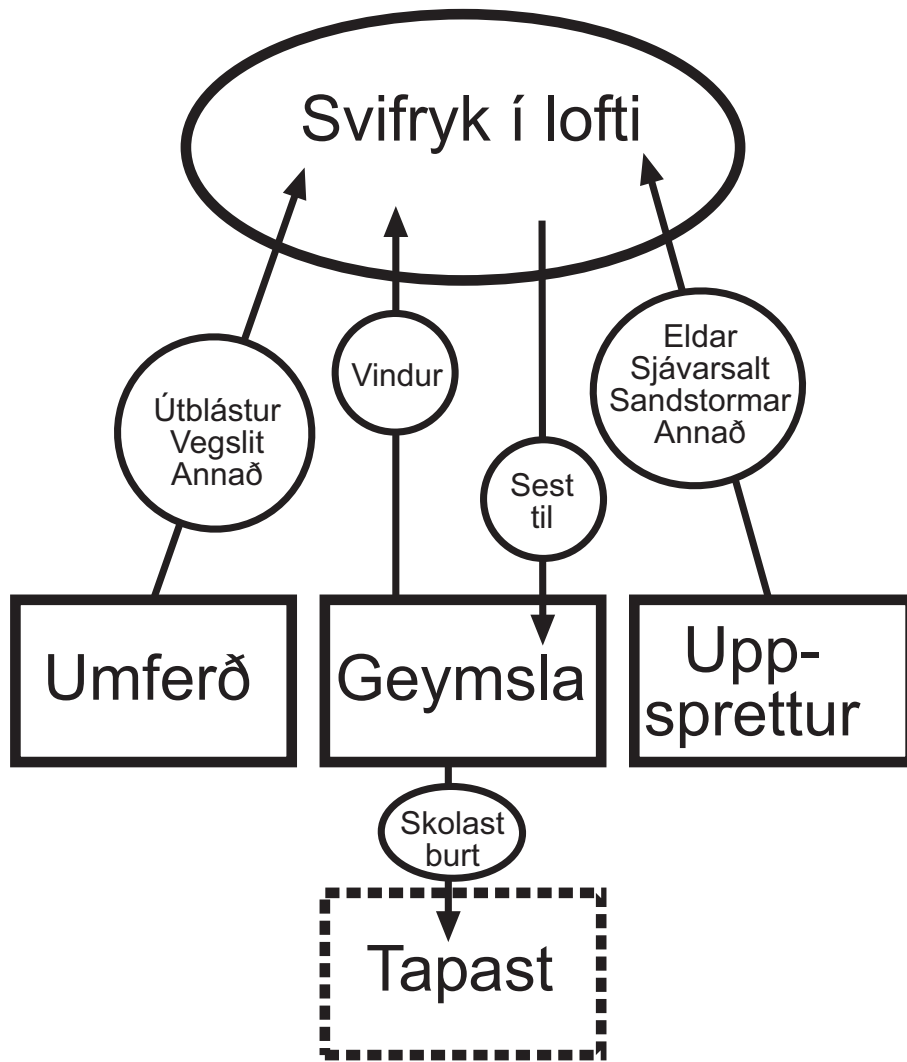 Svifryk í lofti
Útblástur
Vegslit
Annað
Vindur
Sest
til
Eldar
Sjávarsalt
Sandstormar
Annað
Umferð
Geymsla
Upp-
sprettur
Skolast
burt
Tapast